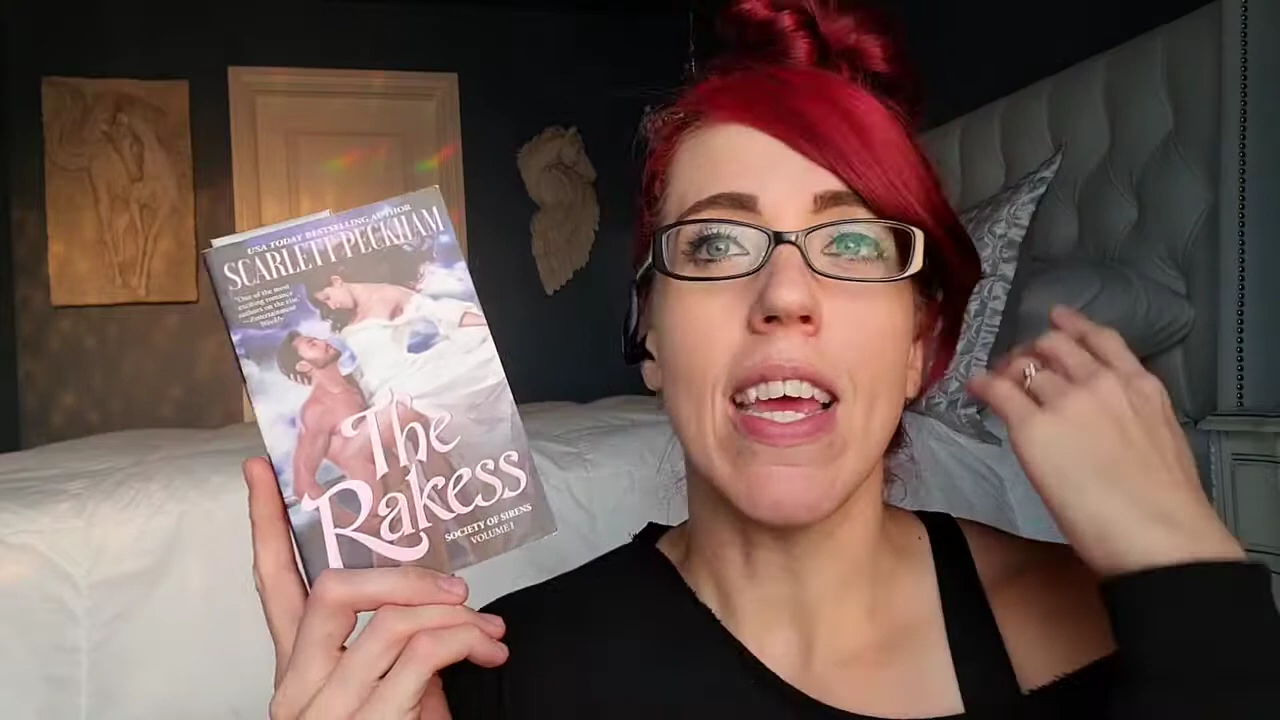 USA TODAY BESTSELLING AUTHOR
SCARLETT PECKHAM
"One of the most
exciting romance
authors on the rise."
—Entertainment
Weekly
The
Rakess
SOCIETY OF SIRENS
VOLUME I